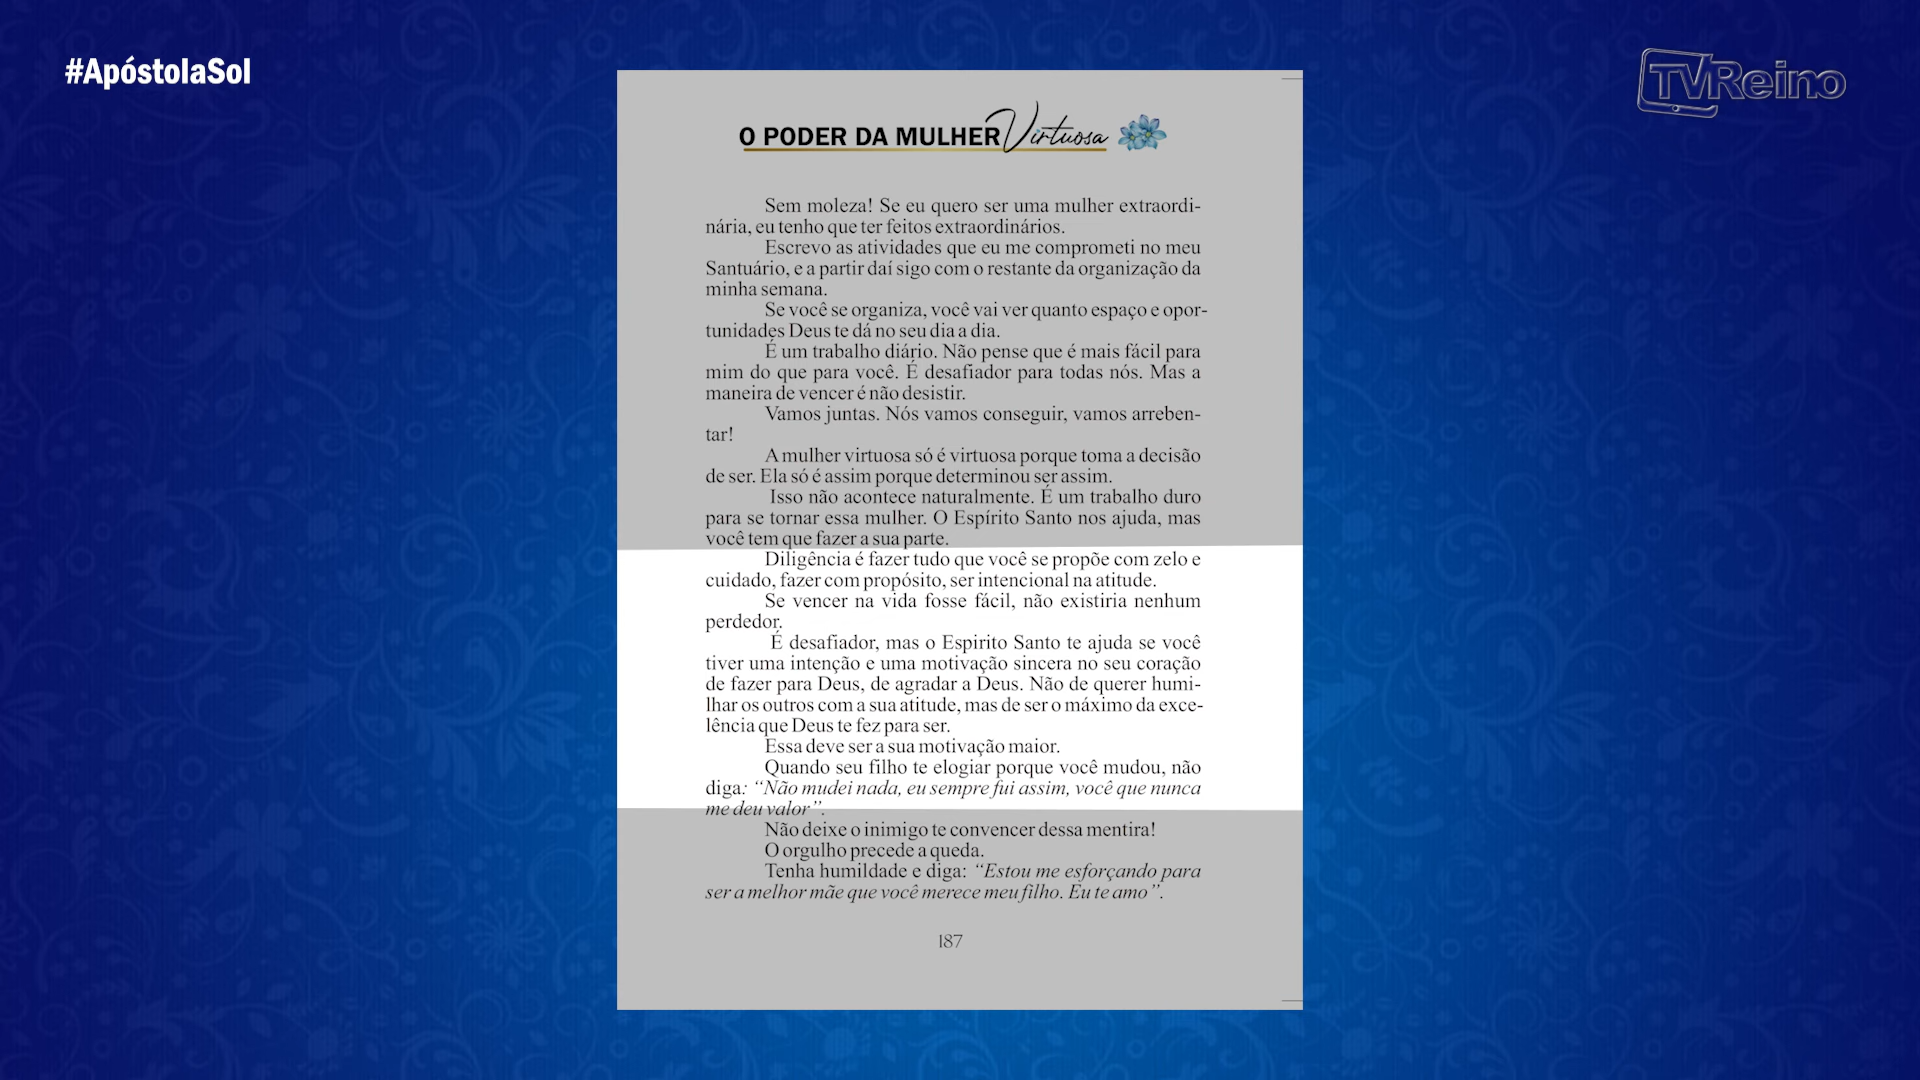 #ApóstolaSol
TVReino
O PODER DA MULHER Virtuosa
Sem moleza! Se eu quero ser uma mulher extraordi-
nária, eu tenho que ter feitos extraordinários.
Escrevo as atividades que eu me comprometi no meu
Santuário, e a partir daí sigo com o restante da organização da
minha semana.
Se você se organiza, você vai ver quanto espaço e opor-
tunidades Deus te dá no seu dia a dia.
É um trabalho diário. Não pense que é mais fácil para
mim do que para você. É desafiador para todas nós. Mas a
maneira de vencer é não desistir.
Vamos juntas. Nós vamos conseguir, vamos arreben-
tar!
A mulher virtuosa só é virtuosa porque toma a decisão
de ser. Ela só é assim porque determinou ser assim.
Isso não acontece naturalmente. É um trabalho duro
para se tornar essa mulher. O Espírito Santo nos ajuda, mas
você tem que fazer a sua parte.
Diligência é fazer tudo que você se propõe com zelo e
cuidado, fazer com propósito, ser intencional na atitude.
Se vencer na vida fosse fácil, não existiria nenhum
perdedor.
É desafiador, mas o Espirito Santo te ajuda se você
tiver uma intenção e uma motivação sincera no seu coração
de fazer para Deus, de agradar a Deus. Não de querer humi-
lhar os outros com a sua atitude, mas de ser o máximo da exce-
lência que Deus te fez para ser.
Essa deve ser a sua motivação maior.
Quando seu filho te elogiar porque você mudou, não
diga: “Não mudei nada, eu sempre fui assim, você que nunca
me deu valor”.
Não deixe o inimigo te convencer dessa mentira!
O orgulho precede a queda.
Tenha humildade e diga: “Estou me esforçando para
ser a melhor mãe que você merece meu filho. Eu te amo”.
187